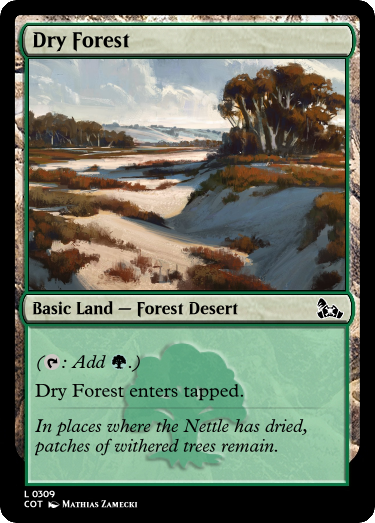 Dry Forest
Basic Land — Forest Desert
(: Add .)
Dry Forest enters tapped.
In places where the Nettle has dried,
patches of withered trees remain.
L 0309
COT Mathias Zamecki